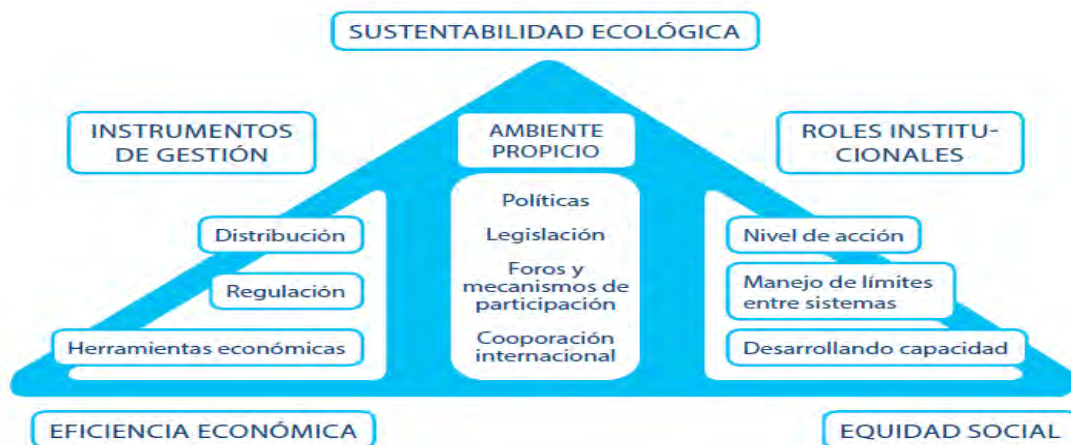 SUSTENTABILIDAD ECOLÓGICA
INSTRUMENTOS
DE GESTIÓN
AMBIENTE
PROPICIO
ROLES INSTITU-
CIONALES
Distribución
Regulación
Herramientas económicas
Políticas
Legislación
Foros y
mecanismos de
participación
Cooporación
internacional
Nivel de acción
Manejo de límites
entre sistemas
Desarrollando capacidad
EFICIENCIA ECONÓMICA
EQUIDAD SOCIAL